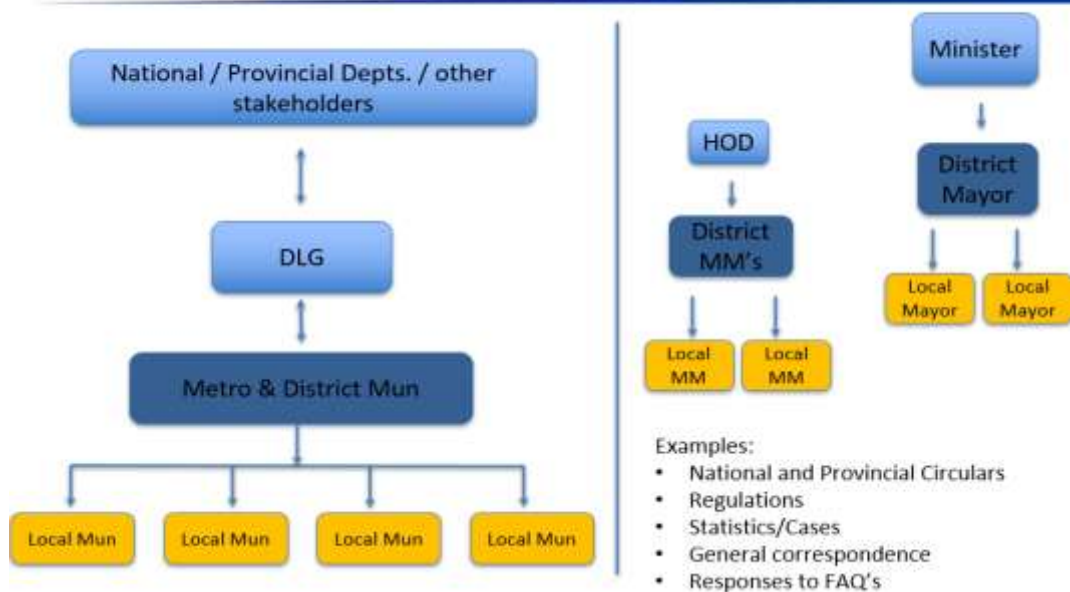 National / Provincial Depts. / other
stakeholders
DLG
Metro & District Mun
Local Mun
Local Mun
Local Mun
Local Mun
Minister
HOD
District
Mayor
District
MM's
Local
Mayor
Local
Mayor
Local
MM
Local
MM
Examples:
• National and Provincial Circulars
• Regulations
• Statistics/Cases
• General correspondence
• Responses to FAQ's